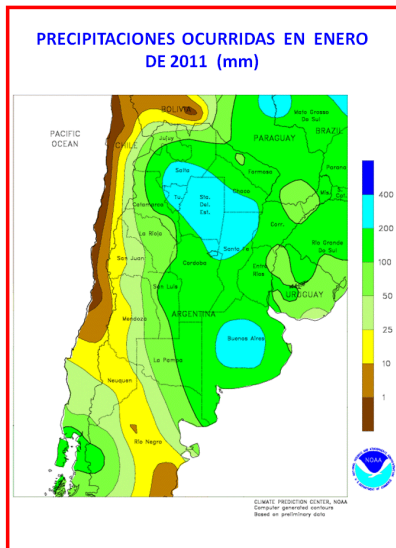 PRECIPITACIONES OCURRIDAS EN ENERO
DE 2011 (mm)
PACIFIC
OCEAN
BOLIVIA
Mato Grosso
Do Sul
BRAZIL
PARAGUAY
CHILE
Jujuy
Salta
Formosa
Parana
Chaco
Tu.
Sto.
Del.
Est.
Catamarca
Corr.
La Rioja
Santa Fe
Rio Grande
Do Sul
San Juan
Cordoba
Entre
Rios
San Luis
URUGUAY
Mendoza
ARGENTINA
Buenos Aires
La Pampa
Neuquen
Rio Negro
400
200
100
50
25
10
1
NOAA
CLIMATE PREDICTION CENTER, NOAA
Computer generated contours
Based on preliminary data